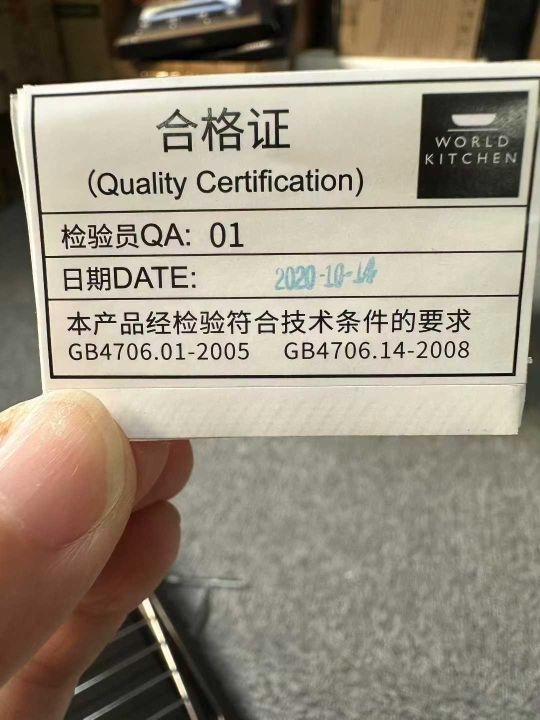 合格证
(Quality Certification)
WORLD
KITCHEN
检验员QA: 01
日期DATE: 2020-10-14
本产品经检验符合技术条件的要求
GB4706.01-2005 GB4706.14-2008